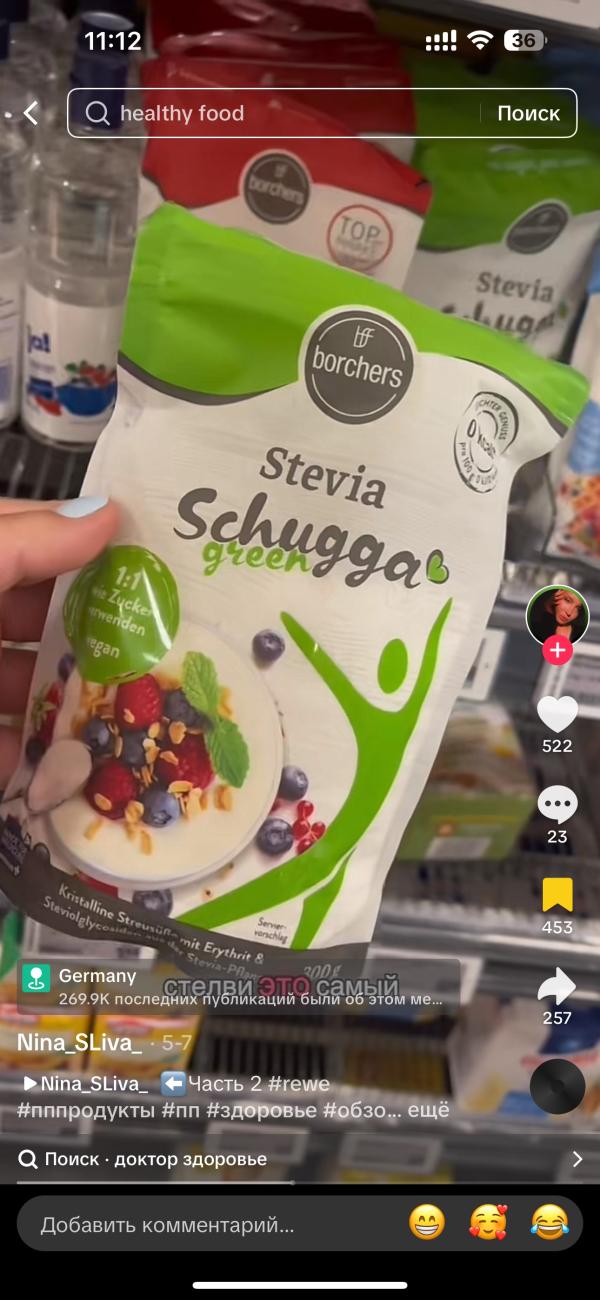 11:12
36
healthy food
Поиск
borchers
TOP
borchers
Stevia
ja!
Stevia
Schugga
green
1:1
wie Zucker
verwenden
vegan
Kristalline Streusüße mit Erythrit &
Steviolglycosiden aus der Stevia-Pflanze
Servier-
vorschlag
300g
стелви ЭТО самый
Germany
269.9K последних публикаций были об этом ме...
Nina_SLiva_ · 5-7
Nina_SLiva_ ⬅Часть 2 #rewe
#пппродукты #пп #здоровье #обзо... ещё
522
23
453
257
Поиск · доктор здоровье
Добавить комментарий...